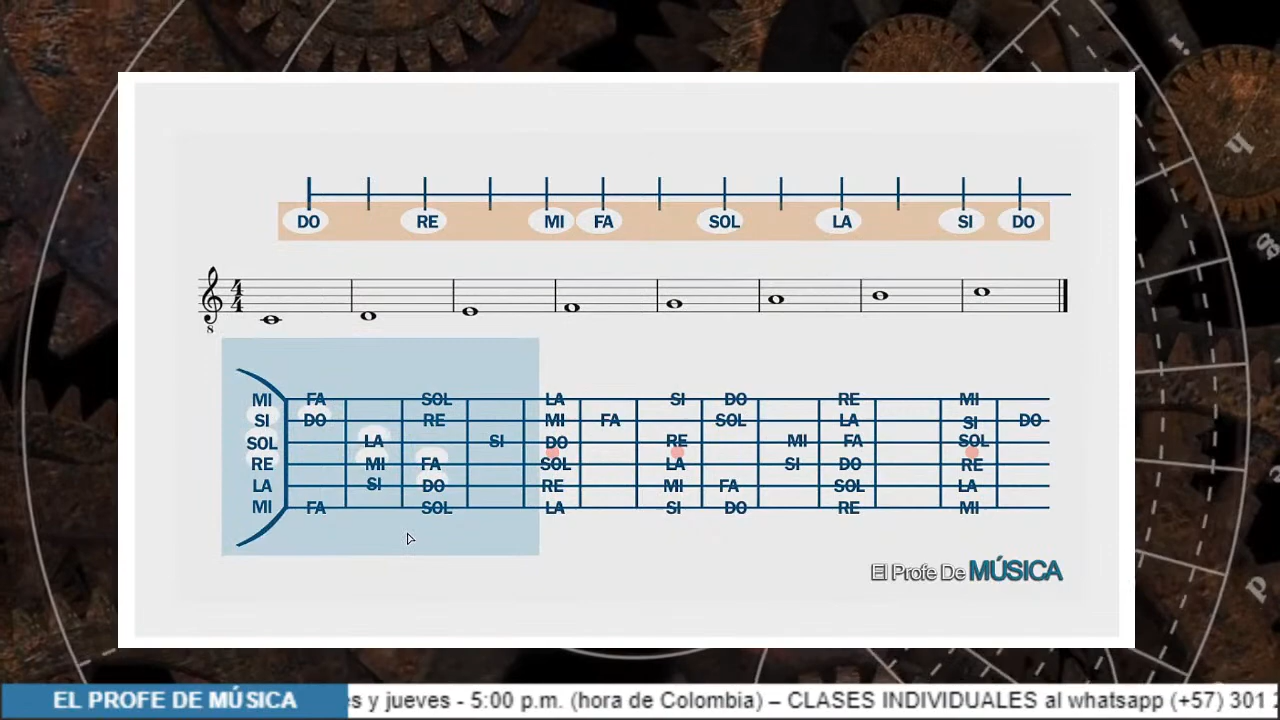 DO RE MI FA SOL LA SI DO
4
4
8
MI FA SOL LA SI DO RE MI
SI DO RE MI FA SOL LA SI DO
SOL LA SI DO RE MI FA SOL
RE MI FA SOL LA SI DO RE
LA SI DO RE MI FA SOL LA
MI FA SOL LA SI DO RE MI
El Profe De MÚSICA
EL PROFE DE MÚSICA
s y jueves - 5:00 p.m. (hora de Colombia) – CLASES INDIVIDUALES al whatsapp (+57) 301